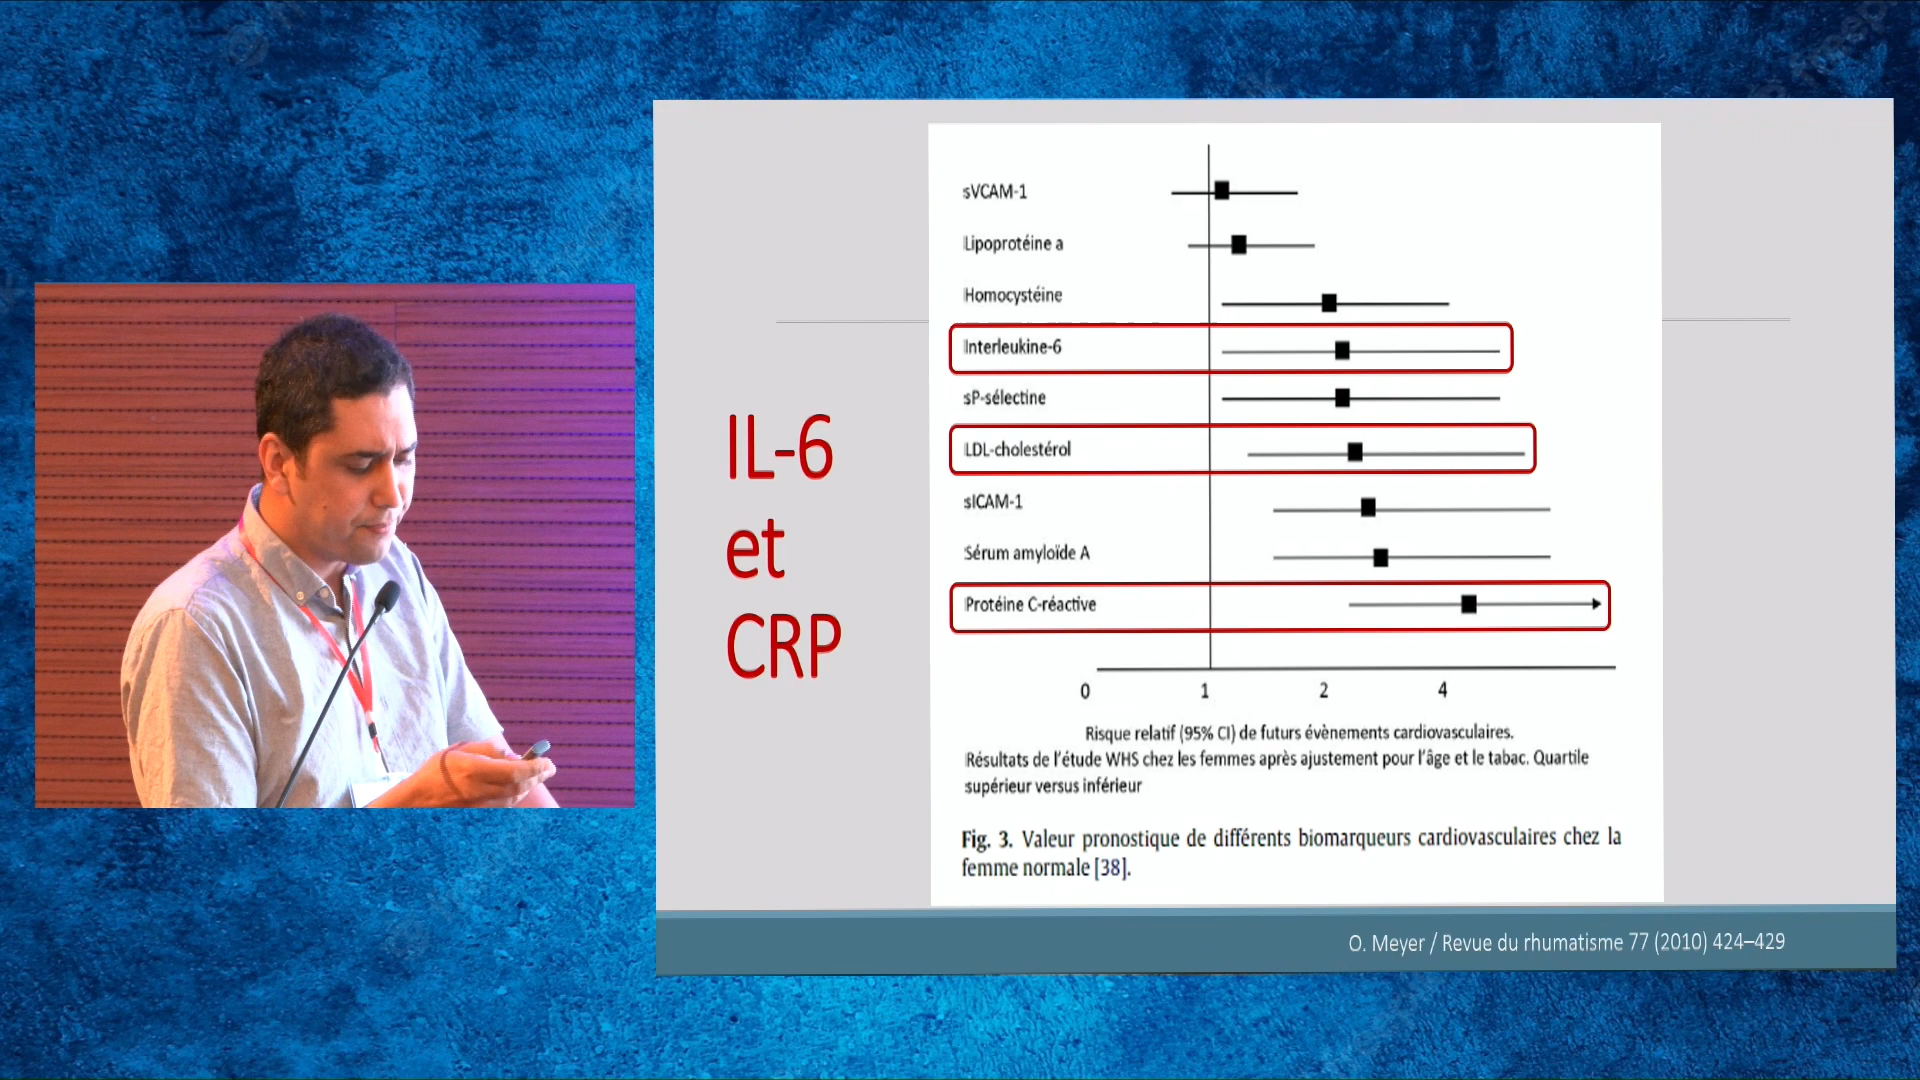 IL-6
et
CRP
sVCAM-1
Lipoprotéine a
Homocystéine
Interleukine-6
sP-sélectine
LDL-cholestérol
sICAM-1
Sérum amyloïde A
Protéine C-réactive
0 1 2 4
Risque relatif (95% CI) de futurs évènements cardiovasculaires.
Résultats de l'étude WHS chez les femmes après ajustement pour l'âge et le tabac. Quartile
supérieur versus inférieur
Fig. 3. Valeur pronostique de différents biomarqueurs cardiovasculaires chez la
femme normale [38].
O. Meyer / Revue du rhumatisme 77 (2010) 424–429